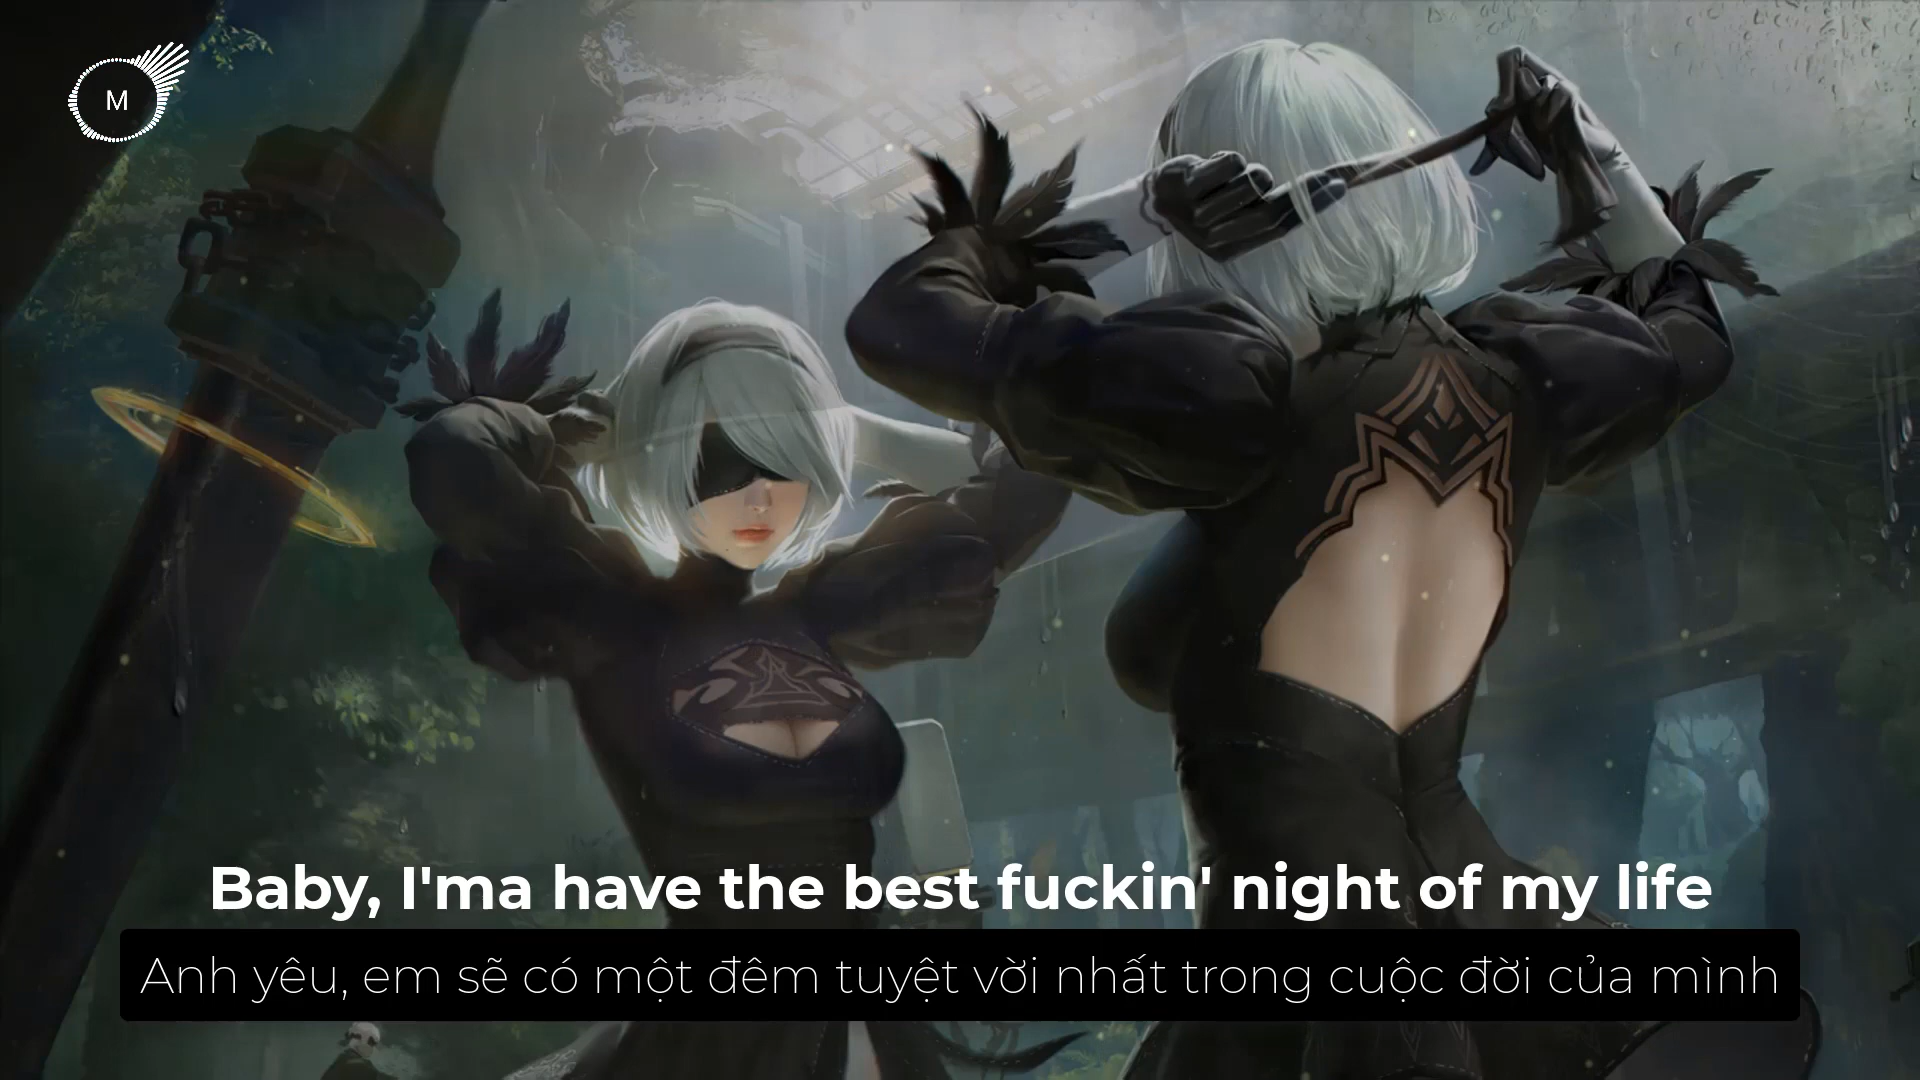 M
Baby, I'ma have the best fuckin' night of my life
Anh yêu, em sẽ có một đêm tuyệt vời nhất trong cuộc đời của mình